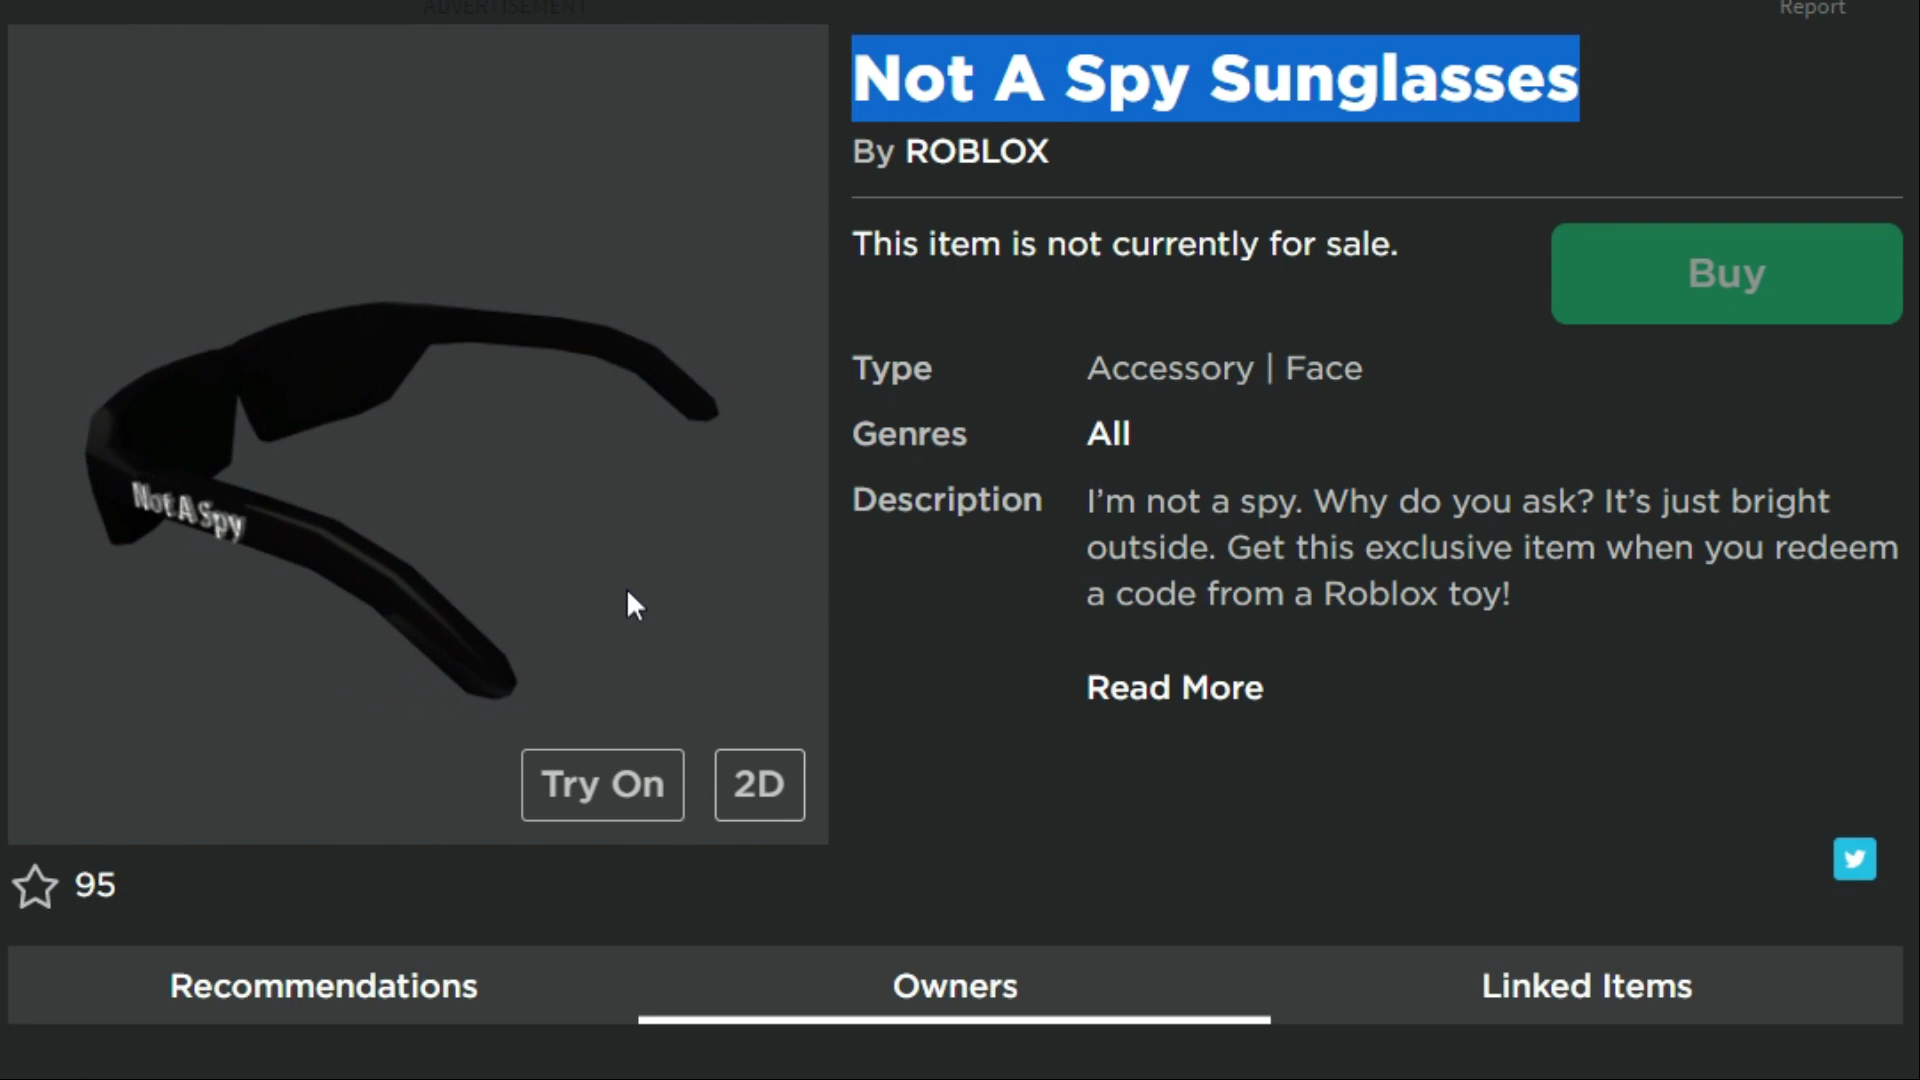 ADVERTISEMENT
Report
Not A Spy Sunglasses
By ROBLOX
This item is not currently for sale.
Buy
Type
Accessory | Face
Genres
All
Description
I'm not a spy. Why do you ask? It's just bright
outside. Get this exclusive item when you redeem
a code from a Roblox toy!
Read More
Not A Spy
Try On
2D
95
Recommendations
Owners
Linked Items